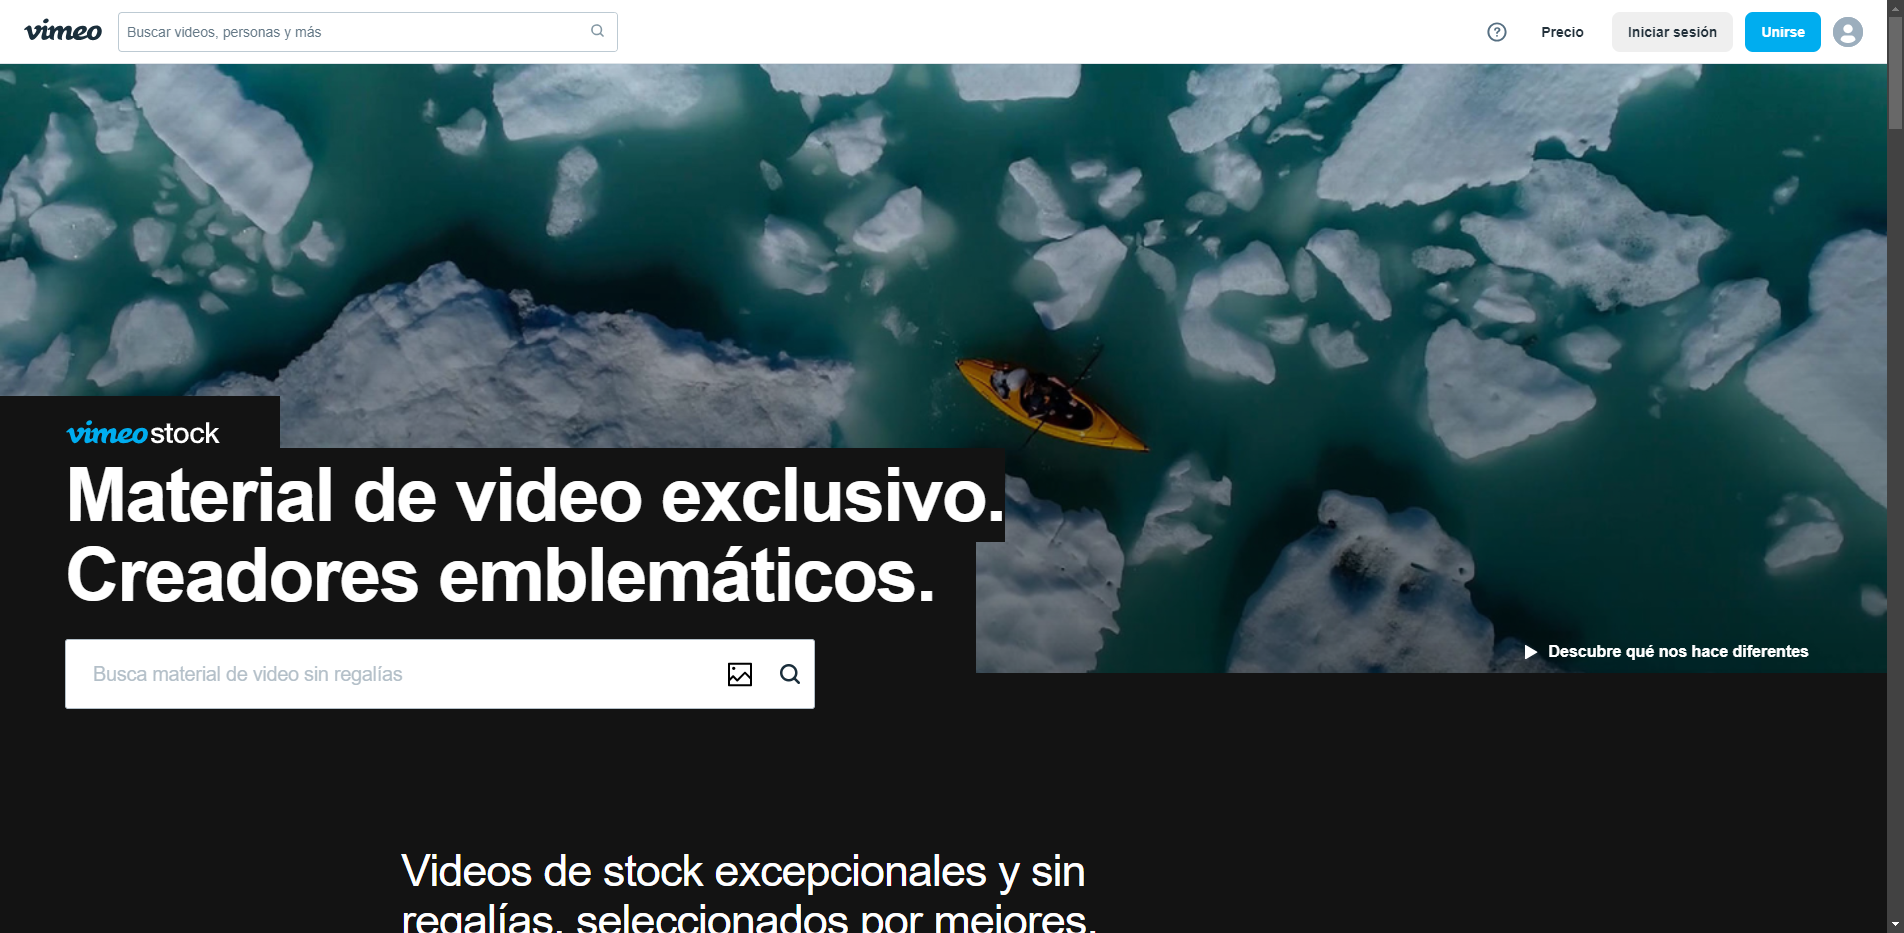 vimeo
Buscar videos, personas y más
Precio
Iniciar sesión
Unirse
vimeo stock
Material de video exclusivo.
Creadores emblemáticos.
Busca material de video sin regalías
Descubre qué nos hace diferentes
Videos de stock excepcionales y sin
regalías, seleccionados por mejores,